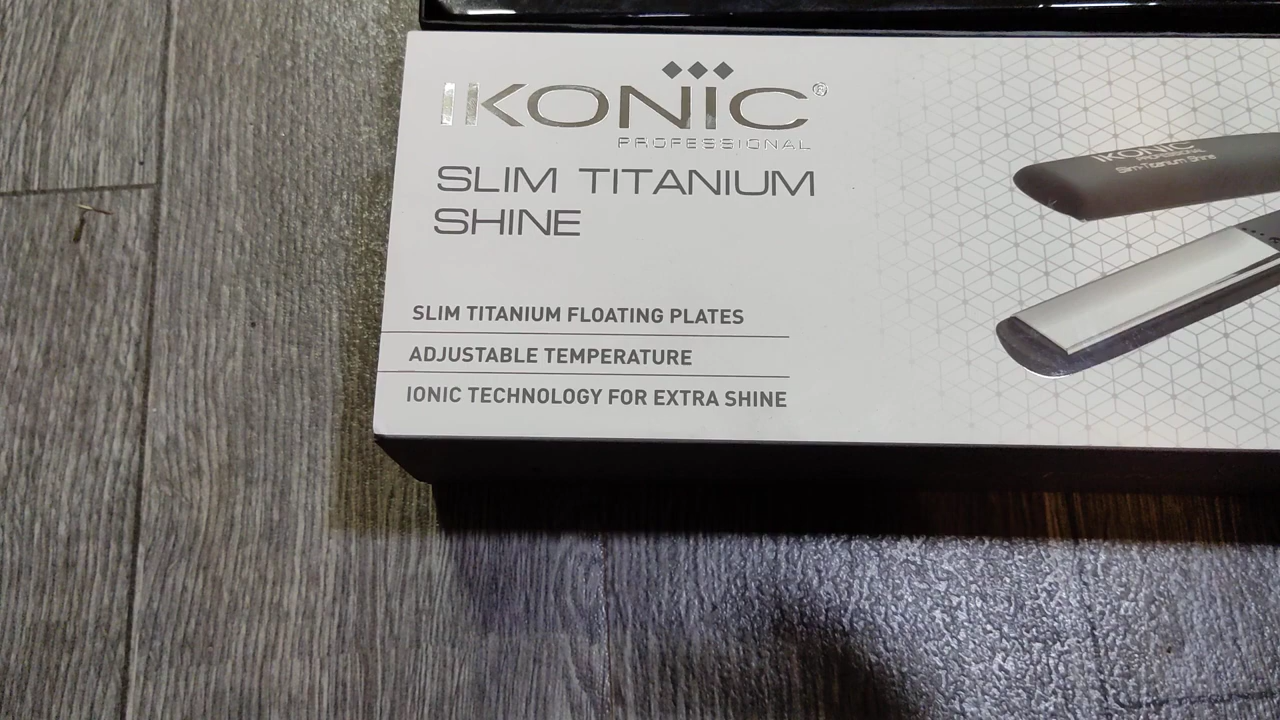 IKONIC®
PROFESSIONAL
SLIM TITANIUM
SHINE
SLIM TITANIUM FLOATING PLATES
ADJUSTABLE TEMPERATURE
IONIC TECHNOLOGY FOR EXTRA SHINE
IKONIC
PROFESSIONAL
Slim Titanium Shine